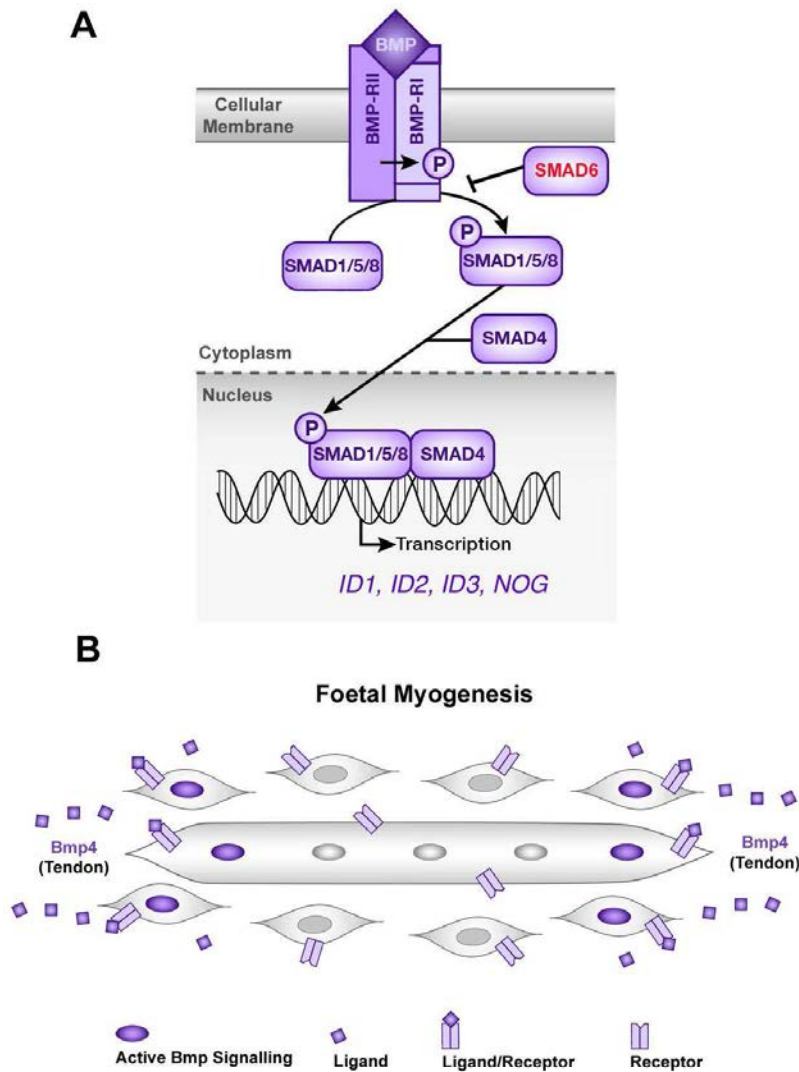 A
BMP
BMP-RII
BMP-RI
Cellular
Membrane
P
SMAD6
P
SMAD1/5/8
SMAD1/5/8
SMAD4
Cytoplasm
Nucleus
P
SMAD1/5/8
SMAD4
Transcription
ID1, ID2, ID3, NOG
B
Foetal Myogenesis
Bmp4
(Tendon)
Bmp4
(Tendon)
Active Bmp Signalling
Ligand
Ligand/Receptor
Receptor